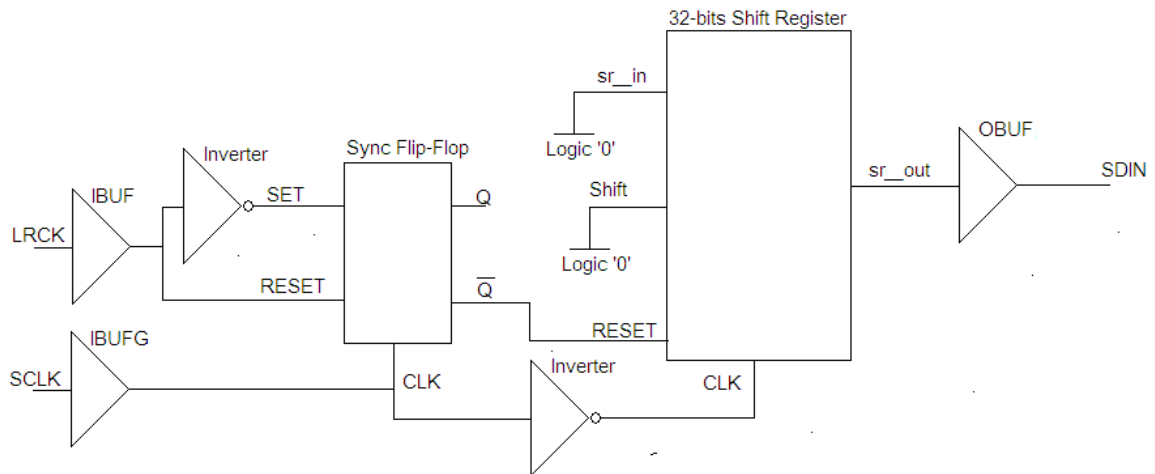 32-bits Shift Register
sr__in
Logic '0'
OBUF
Sync Flip-Flop
Inverter
IBUF
SET
Q
Shift
sr__out
SDIN
LRCK
Logic '0'
RESET
Q
RESET
IBUFG
SCLK
CLK
Inverter
CLK